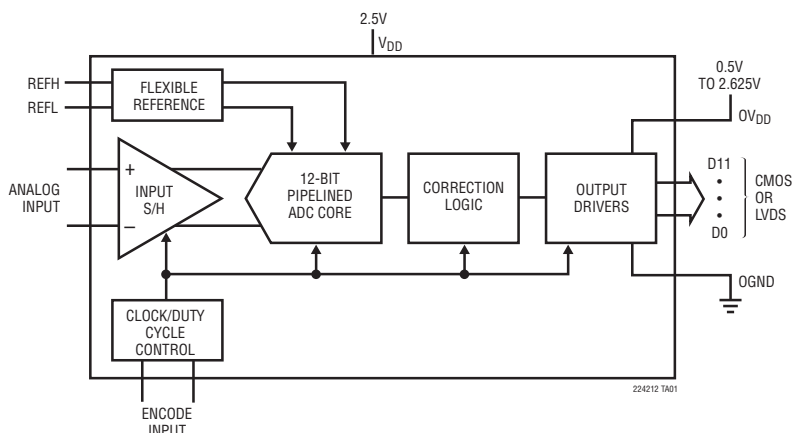 2.5V
VDD
0.5V
TO 2.625V
OVDD
REFH
REFL
FLEXIBLE
REFERENCE
ANALOG
INPUT
+
−
INPUT
S/H
12-BIT
PIPELINED
ADC CORE
CORRECTION
LOGIC
OUTPUT
DRIVERS
D11
•
•
•
D0
CMOS
OR
LVDS
OGND
CLOCK/DUTY
CYCLE
CONTROL
224212 TA01
ENCODE
INPUT